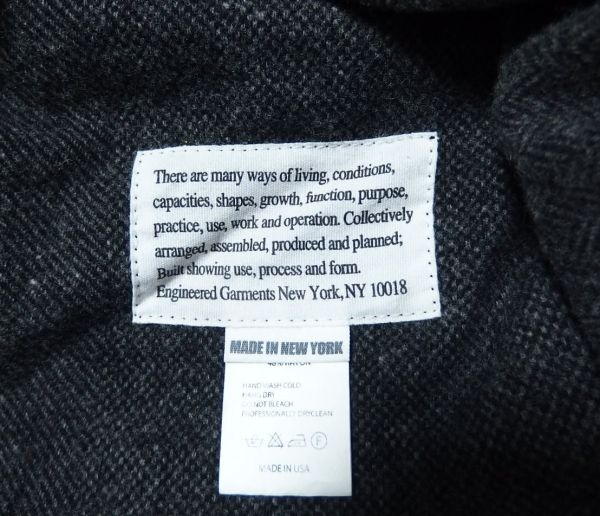 There are many ways of living, conditions,
capacities, shapes, growth, function, purpose,
practice, use, work and operation. Collectively
arranged, assembled, produced and planned;
Built showing use, process and form.
Engineered Garments New York, NY 10018
MADE IN NEW YORK
HAND WASH COLD
HANG DRY
DO NOT BLEACH
PROFESSIONALLY DRYCLEAN
F
MADE IN USA